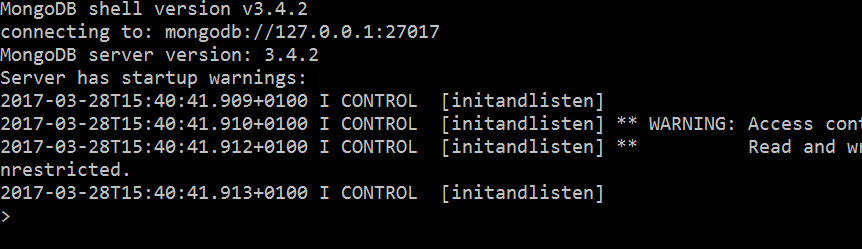 MongoDB shell version v3.4.2
connecting to: mongodb://127.0.0.1:27017
MongoDB server version: 3.4.2
Server has startup warnings:
2017-03-28T15:40:41.909+0100 I CONTROL  [initandlisten]
2017-03-28T15:40:41.910+0100 I CONTROL  [initandlisten] ** WARNING: Access cont
2017-03-28T15:40:41.912+0100 I CONTROL  [initandlisten] **          Read and wr
nrestricted.
2017-03-28T15:40:41.913+0100 I CONTROL  [initandlisten]
>